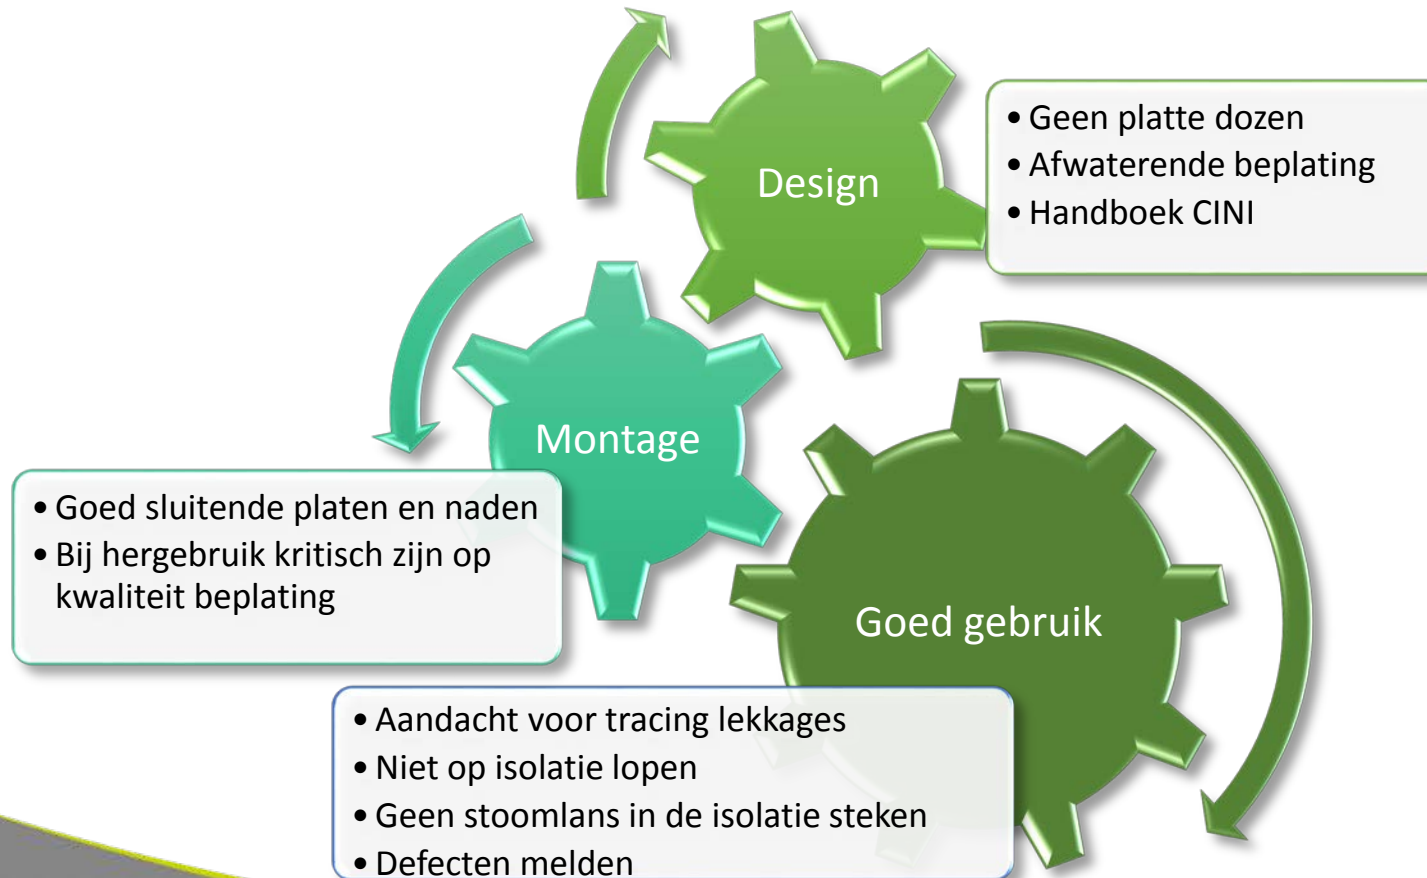 Design
• Geen platte dozen
• Afwaterende beplating
• Handboek CINI
Montage
• Goed sluitende platen en naden
• Bij hergebruik kritisch zijn op
kwaliteit beplating
Goed gebruik
• Aandacht voor tracing lekkages
• Niet op isolatie lopen
• Geen stoomlans in de isolatie steken
• Defecten melden